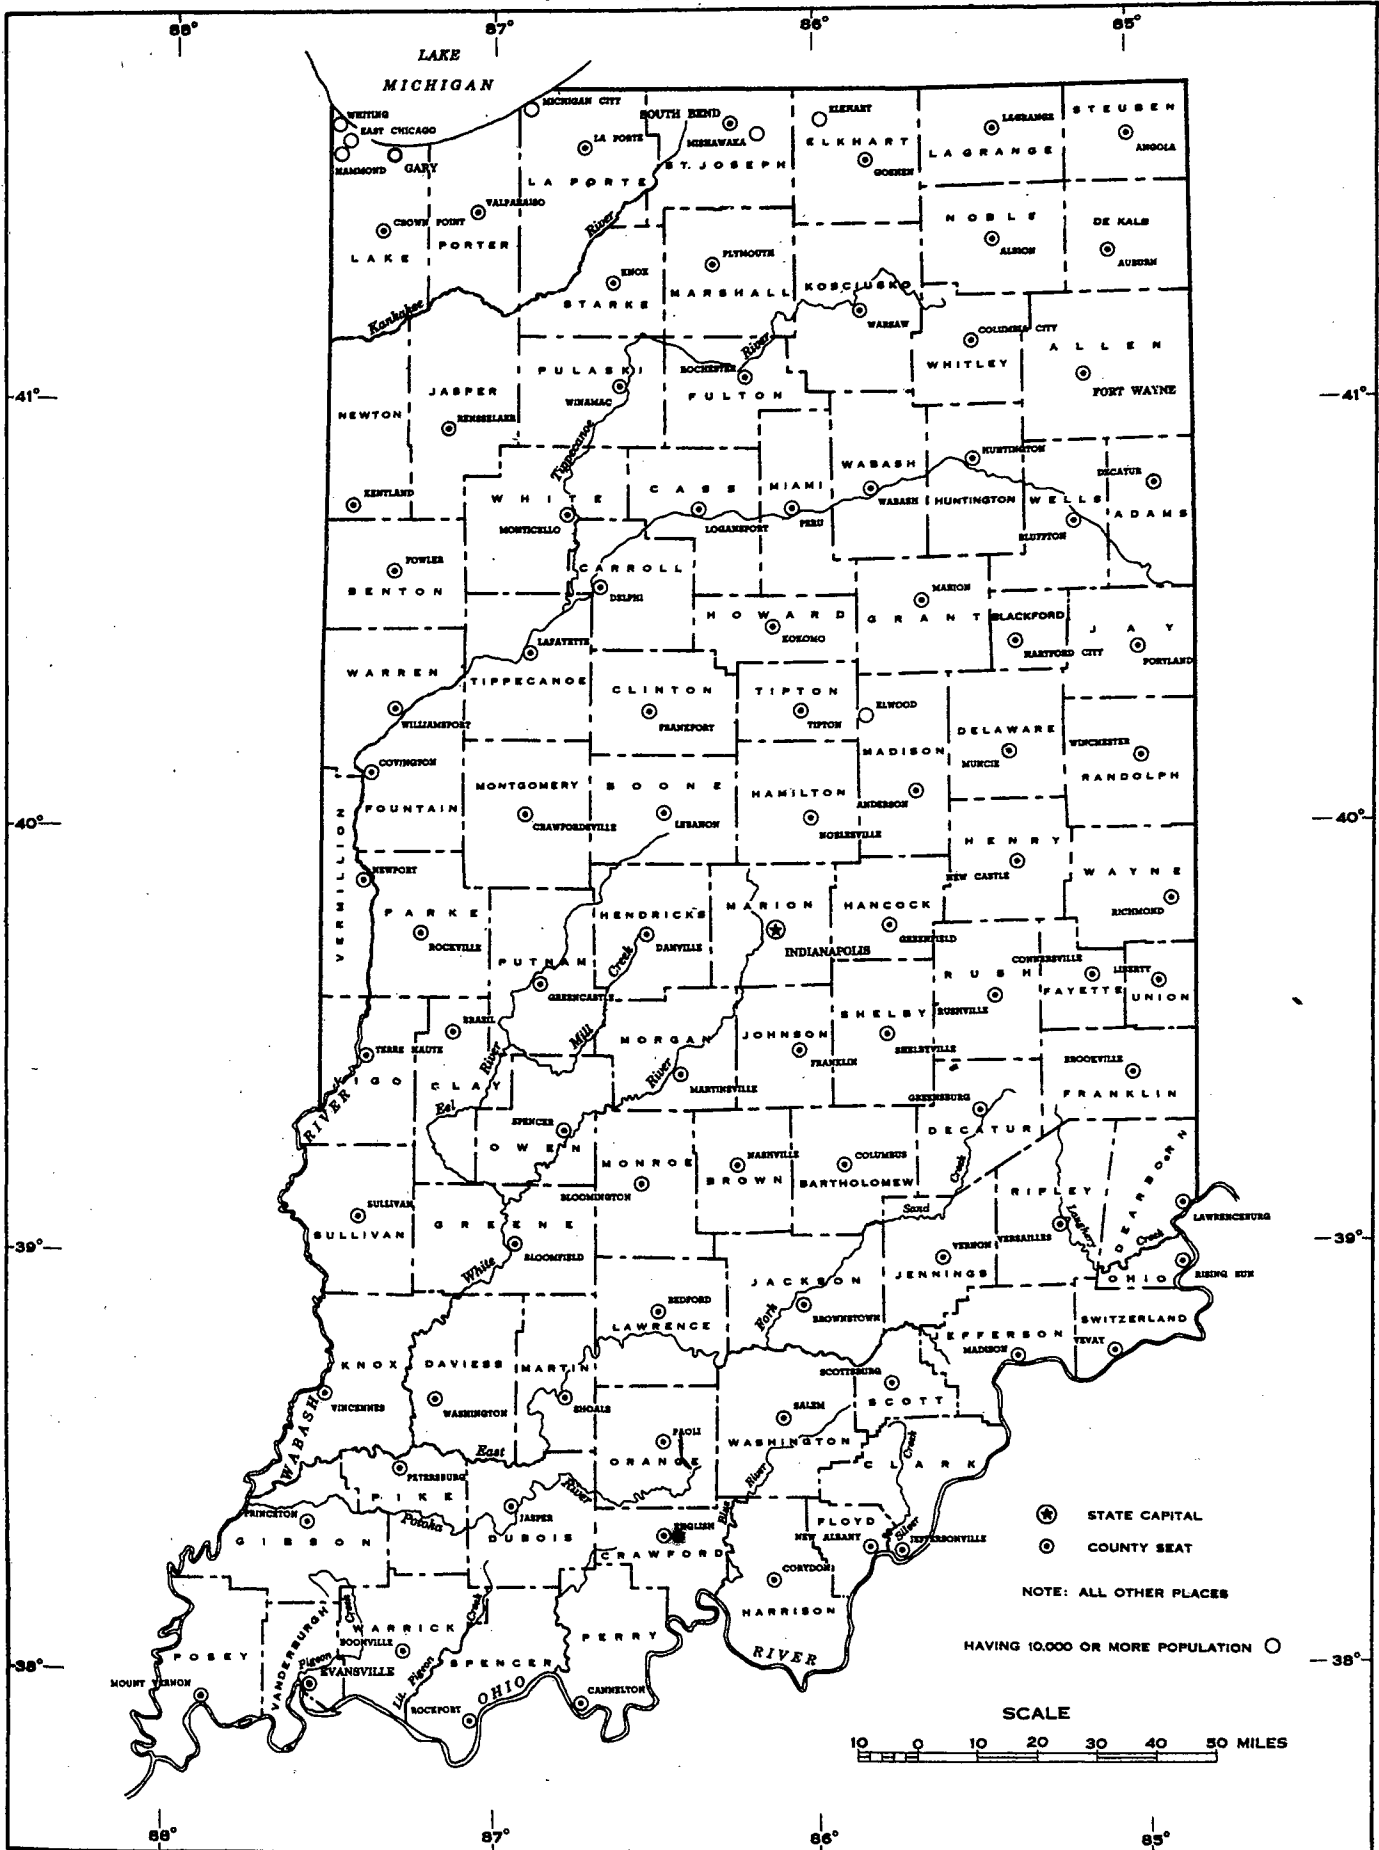 88° 87° 86° 85°
LAKE
MICHIGAN
MICHIGAN CITY
SOUTH BEND
ELKHART
STEUBEN
WHITING
LAGRANGE
EAST CHICAGO
LA PORTE
MISHAWAKA
ELKHART
ANGOLA
HAMMOND
GARY
ST. JOSEPH
GOSHEN
LAGRANGE
LA PORTE
VALPARAISO
CROWN POINT
River
NOBLE
DE KALB
PORTER
LAKE
PLYMOUTH
ALBION
AUBURN
KNOX
MARSHALL
KOSCIUSKO
STARKE
Kankakee
WARSAW
COLUMBIA CITY
River
ALLEN
PULASKI
ROCHESTER
WHITLEY
JASPER
WINAMAC
FULTON
FORT WAYNE
41° 41°
NEWTON
RENSSELAER
Tippecanoe
HUNTINGTON
WABASH
DECATUR
KENTLAND
WHITE
CASS
MIAMI
WABASH
HUNTINGTON
WELLS
ADAMS
MONTICELLO
LOGANSPORT
PERU
BLUFFTON
FOWLER
CARROLL
BENTON
DELPHI
MARION
HOWARD
GRANT
BLACKFORD
JAY
KOKOMO
LAFAYETTE
HARTFORD CITY
PORTLAND
WARREN
TIPPECANOE
CLINTON
TIPTON
WILLIAMSPORT
FRANKFORT
TIPTON
ELWOOD
DELAWARE
MADISON
MUNCIE
WINCHESTER
COVINGTON
RANDOLPH
MONTGOMERY
BOONE
HAMILTON
ANDERSON
FOUNTAIN
40° 40°
CRAWFORDSVILLE
LEBANON
NOBLESVILLE
HENRY
VERMILLION
NEWPORT
NEW CASTLE
WAYNE
PARKE
HENDRICKS
MARION
HANCOCK
RICHMOND
ROCKVILLE
DANVILLE
GREENFIELD
INDIANAPOLIS
PUTNAM
Creek
CONNERSVILLE
LIBERTY
RUSH
GREENCASTLE
FAYETTE
UNION
RUSHVILLE
BRAZIL
Mill
MORGAN
JOHNSON
SHELBY
TERRE HAUTE
River
FRANKLIN
SHELBYVILLE
BROOKVILLE
VIGO
CLAY
River
MARTINSVILLE
FRANKLIN
Eel
GREENSBURG
RIVER
SPENCER
DECATUR
OWEN
MONROE
NASHVILLE
COLUMBUS
Creek
DEARBORN
BROWN
BARTHOLOMEW
BLOOMINGTON
RIPLEY
SULLIVAN
Sand
LAWRENCEBURG
SULLIVAN
GREENE
Laughery
VERSAILLES
39° 39°
BLOOMFIELD
VERNON
Creek
White
JENNINGS
OHIO
RISING SUN
JACKSON
BEDFORD
Fork
BROWNSTOWN
SWITZERLAND
LAWRENCE
JEFFERSON
VEVAY
MADISON
KNOX
DAVIESS
MARTIN
SCOTTSBURG
VINCENNES
WASHINGTON
SHOALS
SALEM
SCOTT
WABASH
PAOLI
WASHINGTON
East
Creek
ORANGE
CLARK
PETERSBURG
River
River
PIKE
PRINCETON
Patoka
JASPER
Blue
STATE CAPITAL
ENGLISH
FLOYD
Silver
GIBSON
DUBOIS
NEW ALBANY
JEFFERSONVILLE
COUNTY SEAT
CRAWFORD
CORYDON
NOTE: ALL OTHER PLACES
Creek
Creek
HARRISON
VANDERBURGH
WARRICK
PERRY
BOONVILLE
HAVING 10,000 OR MORE POPULATION
POSEY
Pigeon
SPENCER
RIVER
38° 38°
EVANSVILLE
Lit. Pigeon
MOUNT VERNON
OHIO
CANNELTON
ROCKPORT
SCALE
10 0 10 20 30 40 50 MILES
88° 87° 86° 85°